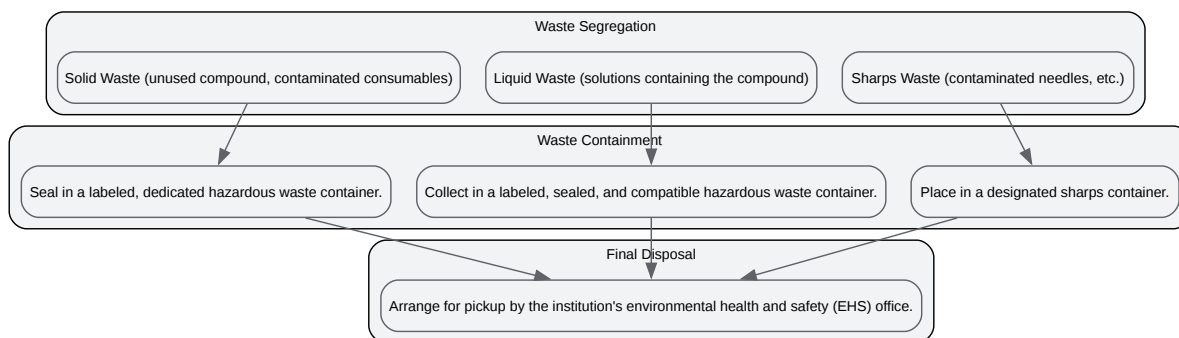 Waste Segregation
Solid Waste (unused compound, contaminated consumables)
Liquid Waste (solutions containing the compound)
Sharps Waste (contaminated needles, etc.)
Waste Containment
Seal in a labeled, dedicated hazardous waste container.
Collect in a labeled, sealed, and compatible hazardous waste container.
Place in a designated sharps container.
Final Disposal
Arrange for pickup by the institution's environmental health and safety (EHS) office.